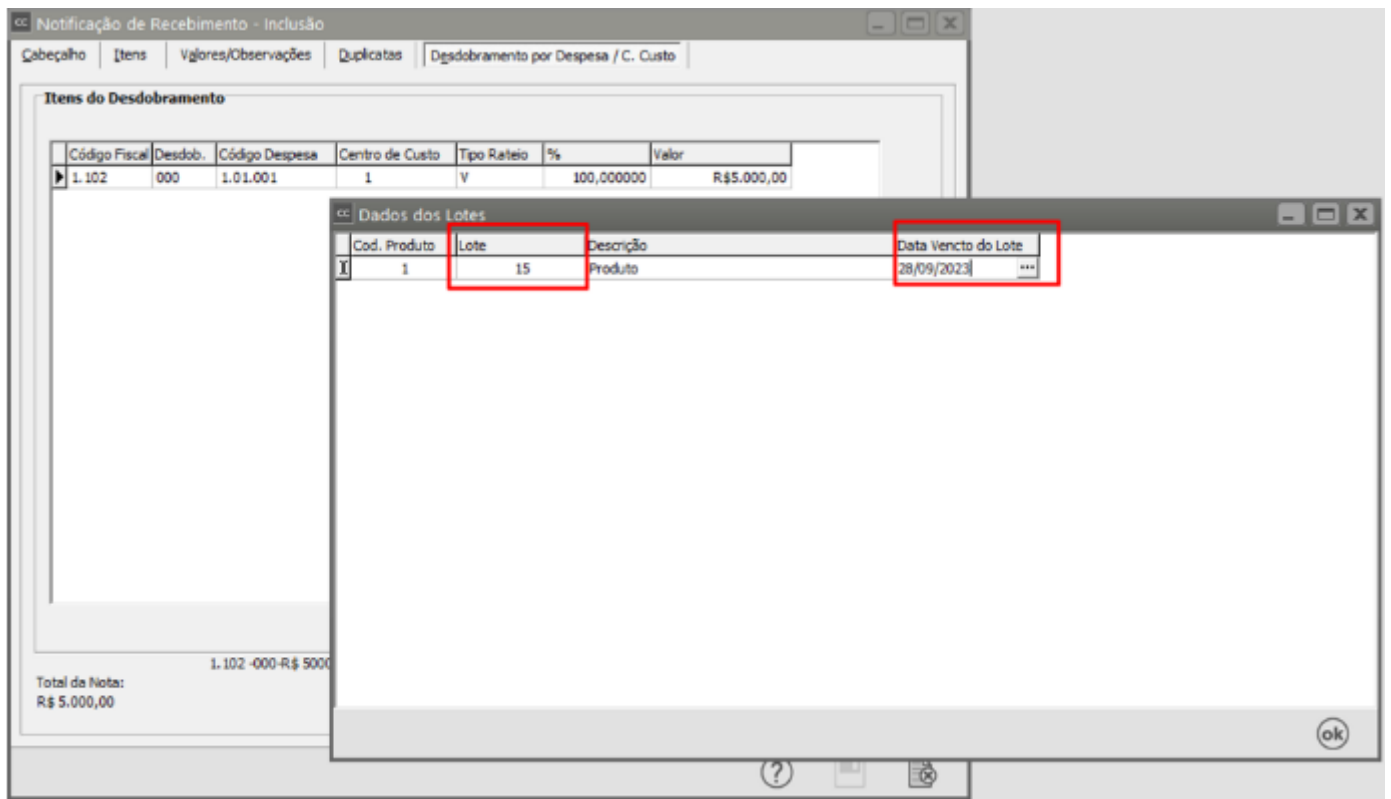 cc Notificação de Recebimento - Inclusão
Cabeçalho Itens Valores/Observações Duplicatas Desdobramento por Despesa / C. Custo
Itens do Desdobramento
Código Fiscal Desdob. Código Despesa Centro de Custo Tipo Rateio % Valor
1.102 000 1.01.001 1 V 100,000000 R$5.000,00
cc Dados dos Lotes
Cod. Produto Lote Descrição Data Vencto do Lote
1 15 Produto 28/09/2023 ...
1.102 -000-R$ 5000
Total da Nota:
R$ 5.000,00
ok
?